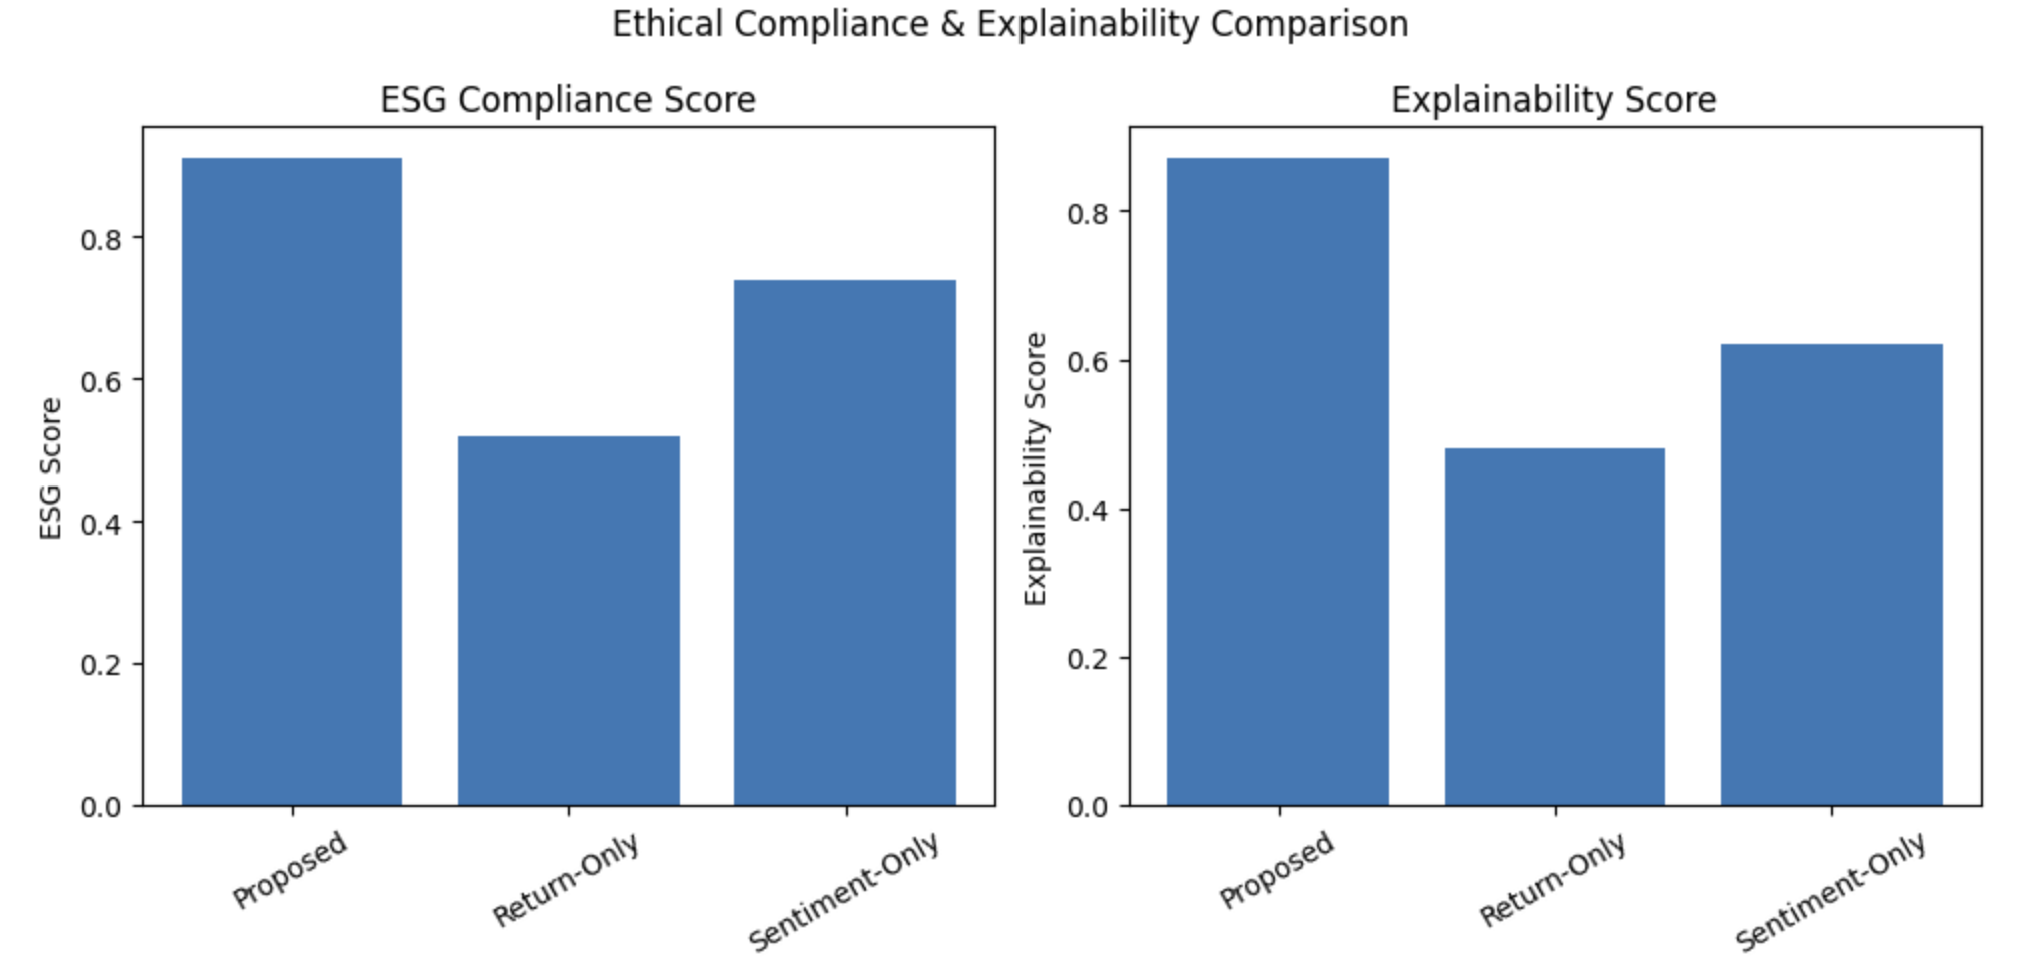 Ethical Compliance & Explainability Comparison
ESG Compliance Score
ESG Score
0.8
0.6
0.4
0.2
0.0
Proposed
Return-Only
Sentiment-Only
Explainability Score
Explainability Score
0.8
0.6
0.4
0.2
0.0
Proposed
Return-Only
Sentiment-Only